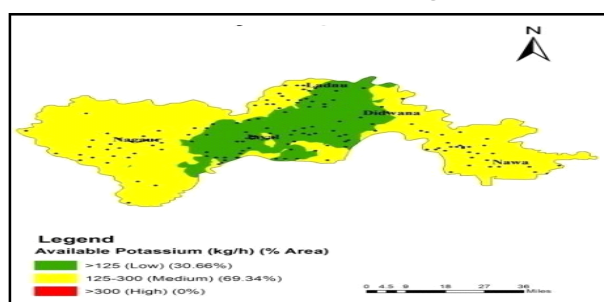 N
Ladnu
Didwana
Nagaur
Nawa
Legend
Available Potassium (kg/h) (% Area)
>125 (Low) (30.66%)
125-300 (Medium) (69.34%)
>300 (High) (0%)
0 4.5 9 18 27 36
Miles